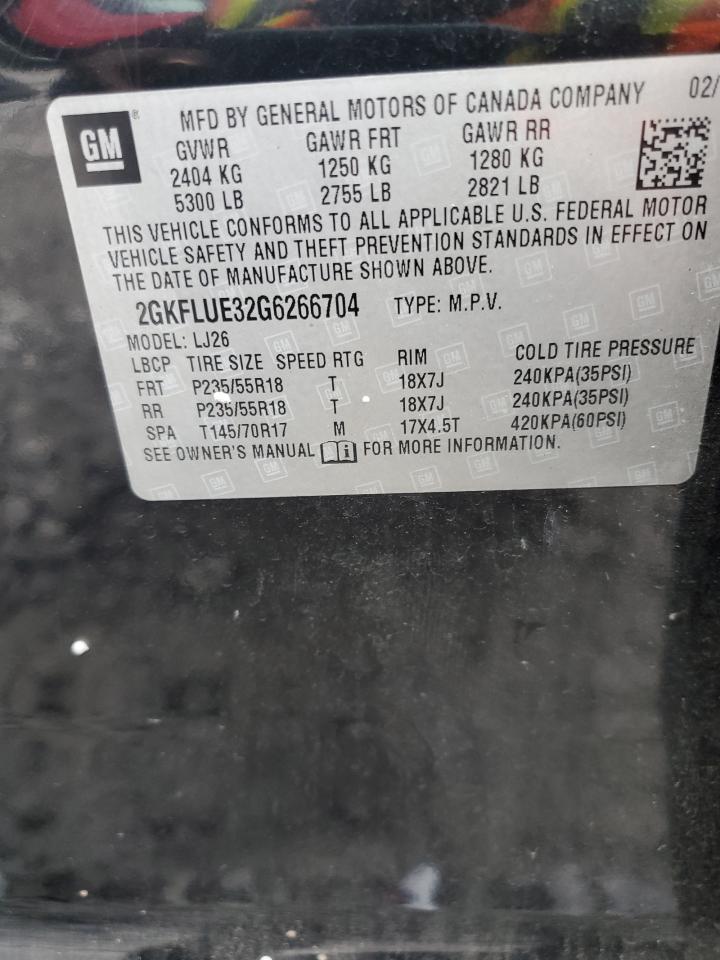 GM
MFD BY GENERAL MOTORS OF CANADA COMPANY 02/
GVWR GAWR FRT GAWR RR
2404 KG 1250 KG 1280 KG
5300 LB 2755 LB 2821 LB
THIS VEHICLE CONFORMS TO ALL APPLICABLE U.S. FEDERAL MOTOR
VEHICLE SAFETY AND THEFT PREVENTION STANDARDS IN EFFECT ON
THE DATE OF MANUFACTURE SHOWN ABOVE.
2GKFLUE32G6266704 TYPE: M.P.V.
MODEL: LJ26
LBCP TIRE SIZE SPEED RTG RIM COLD TIRE PRESSURE
FRT P235/55R18 T 18X7J 240KPA(35PSI)
RR P235/55R18 T 18X7J 240KPA(35PSI)
SPA T145/70R17 M 17X4.5T 420KPA(60PSI)
SEE OWNER'S MANUAL i FOR MORE INFORMATION.